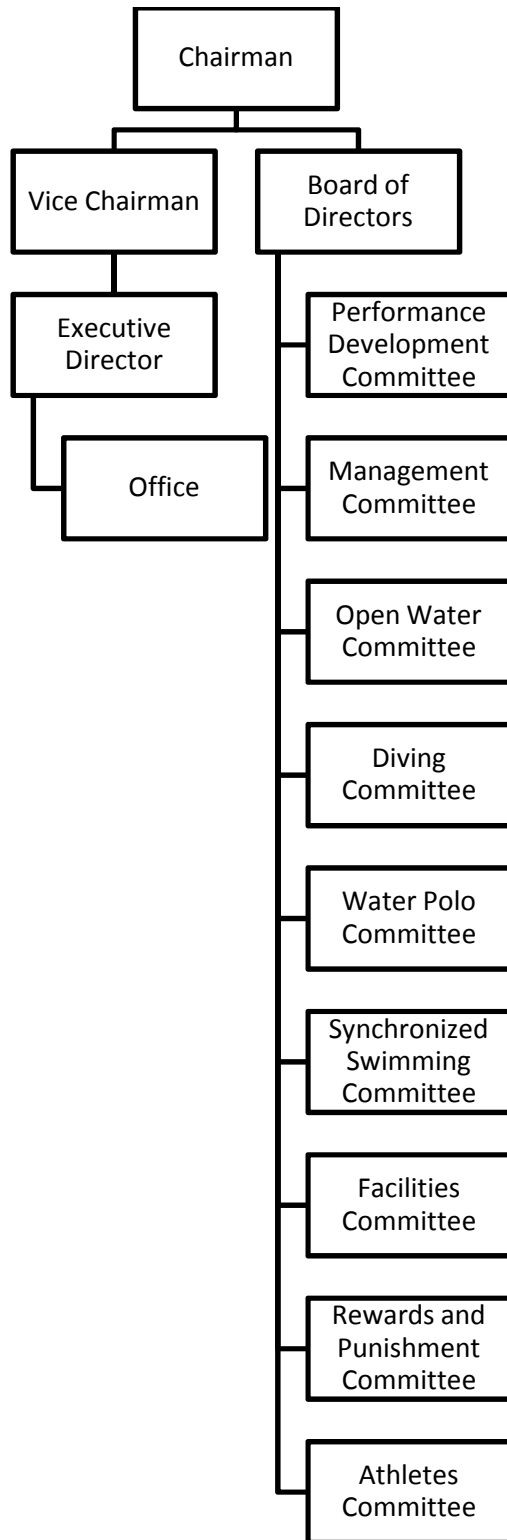 Chairman
Vice Chairman
Board of
Directors
Executive
Director
Office
Performance
Development
Committee
Management
Committee
Open Water
Committee
Diving
Committee
Water Polo
Committee
Synchronized
Swimming
Committee
Facilities
Committee
Rewards and
Punishment
Committee
Athletes
Committee